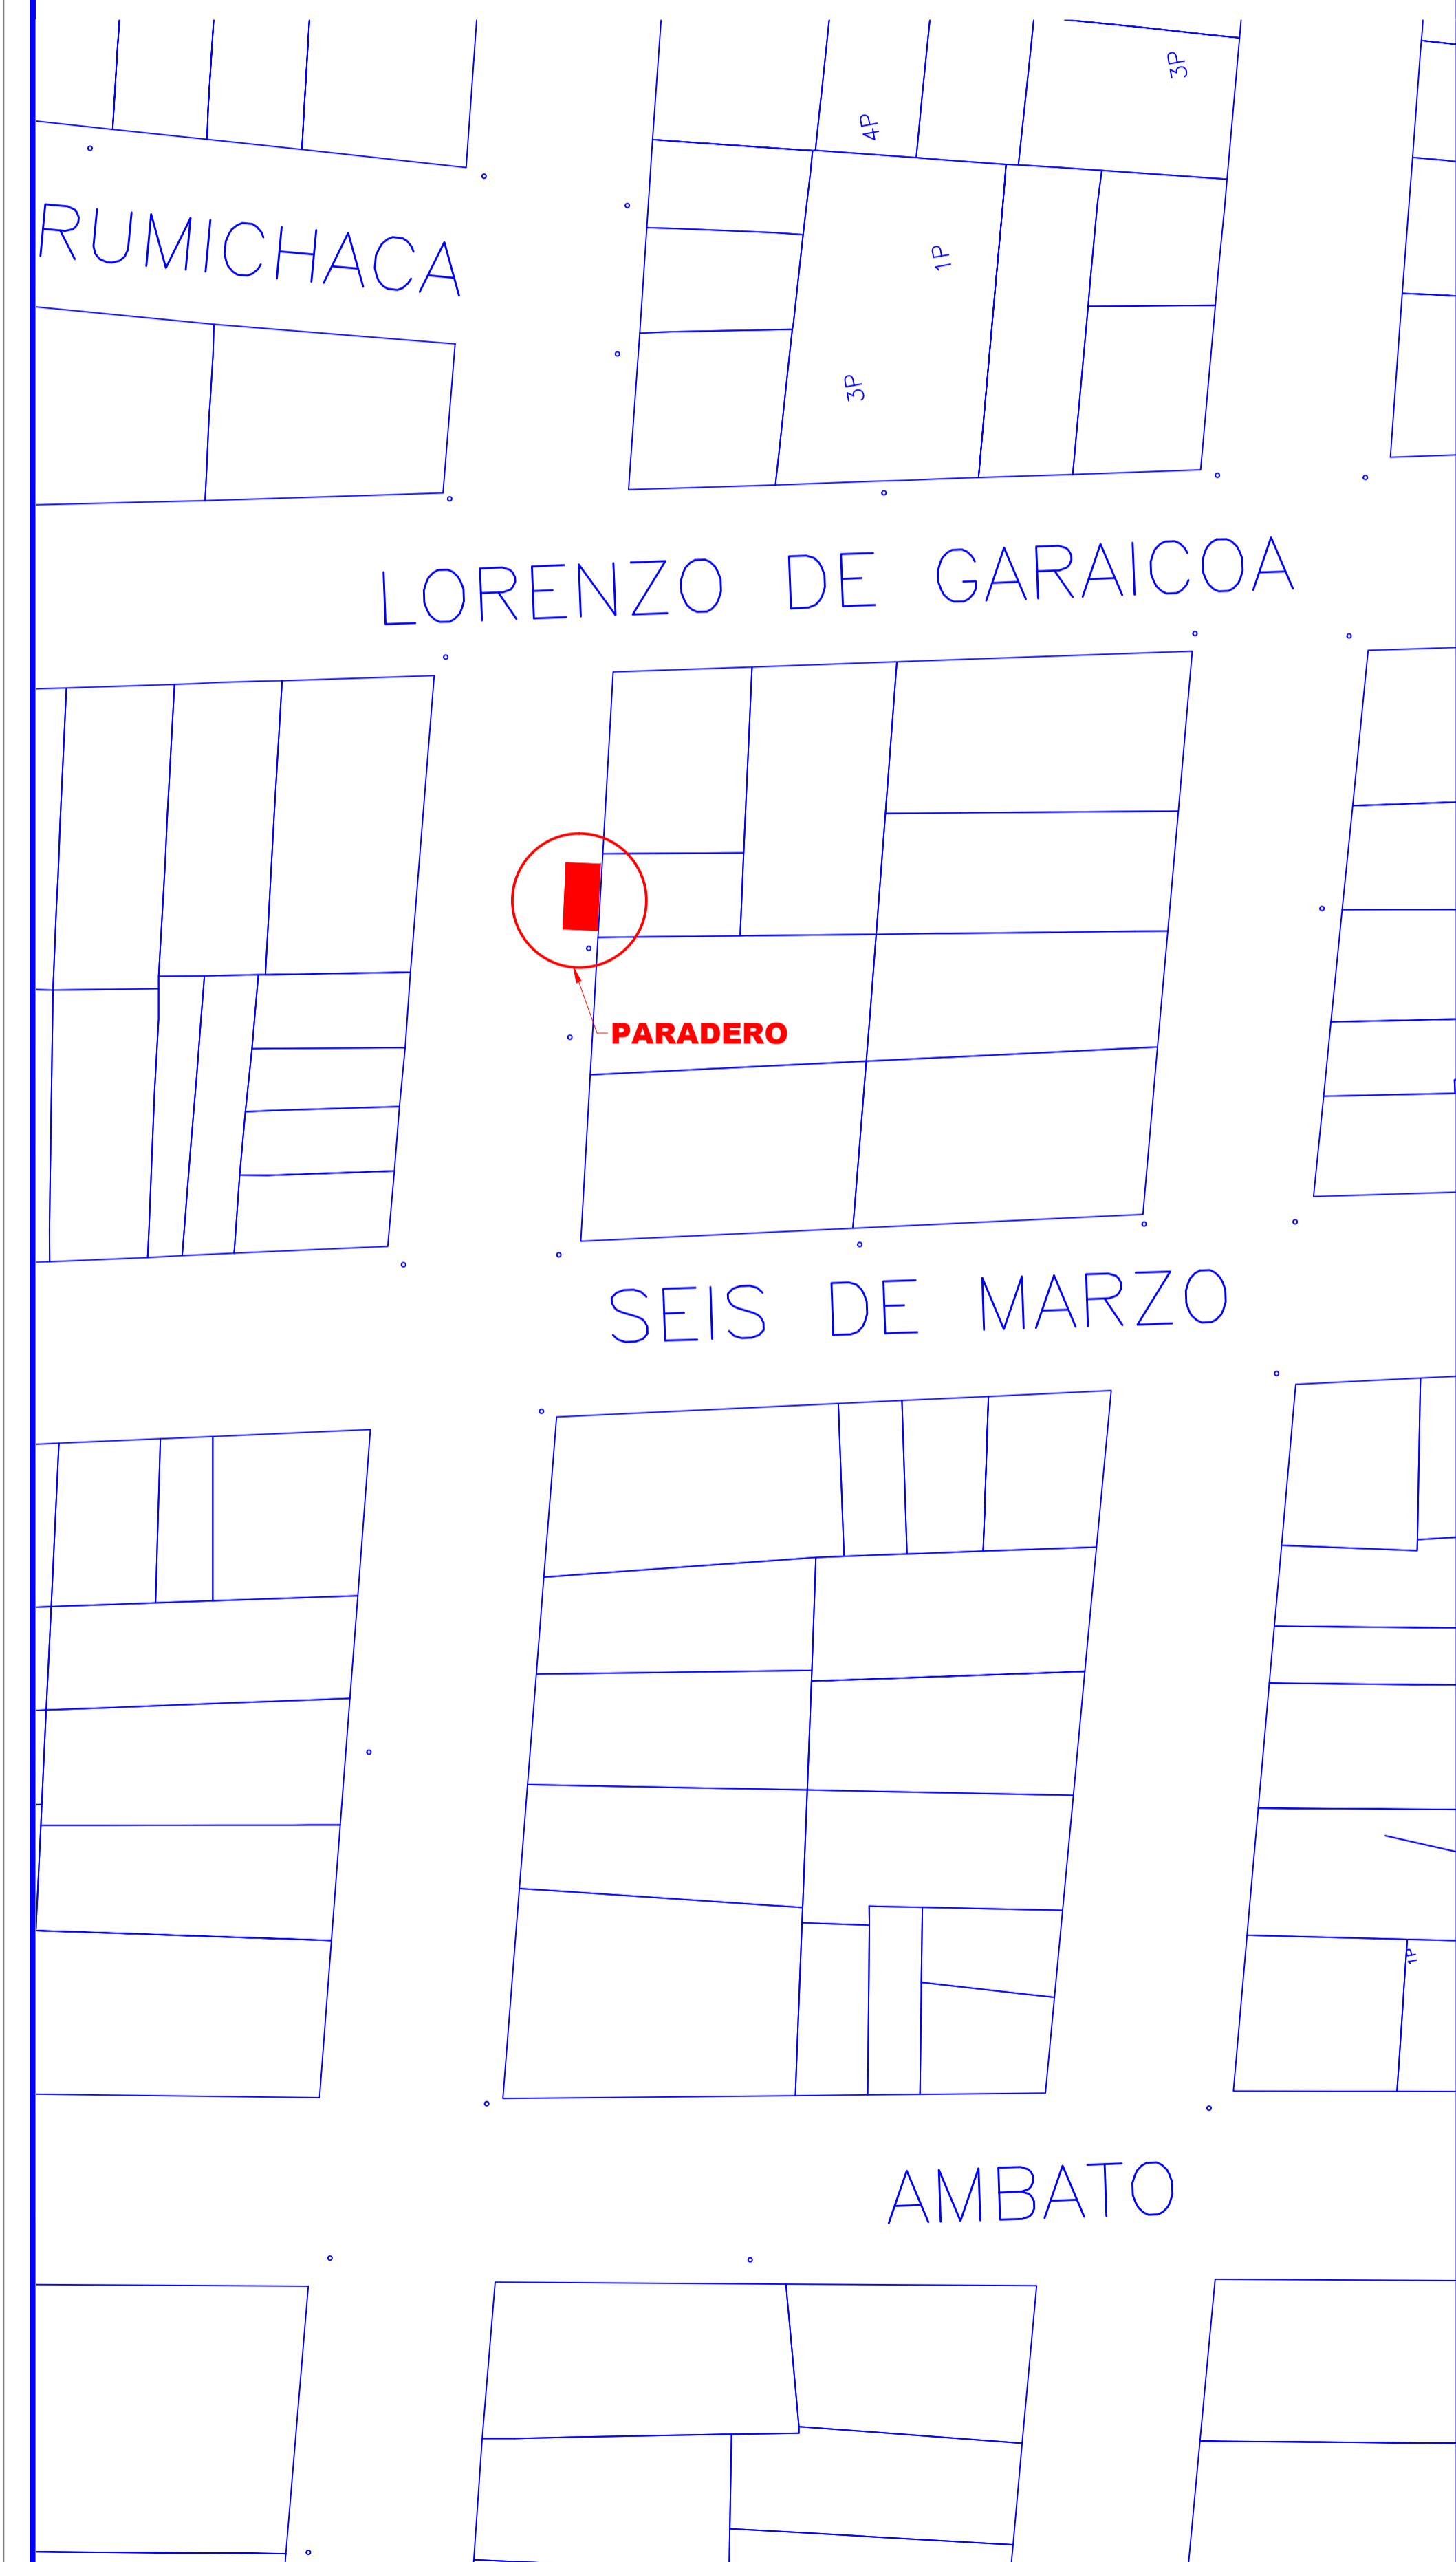 3P
4P
RUMICHACA
1P
3P
LORENZO DE GARAICOA
PARADERO
SEIS DE MARZO
1P
AMBATO